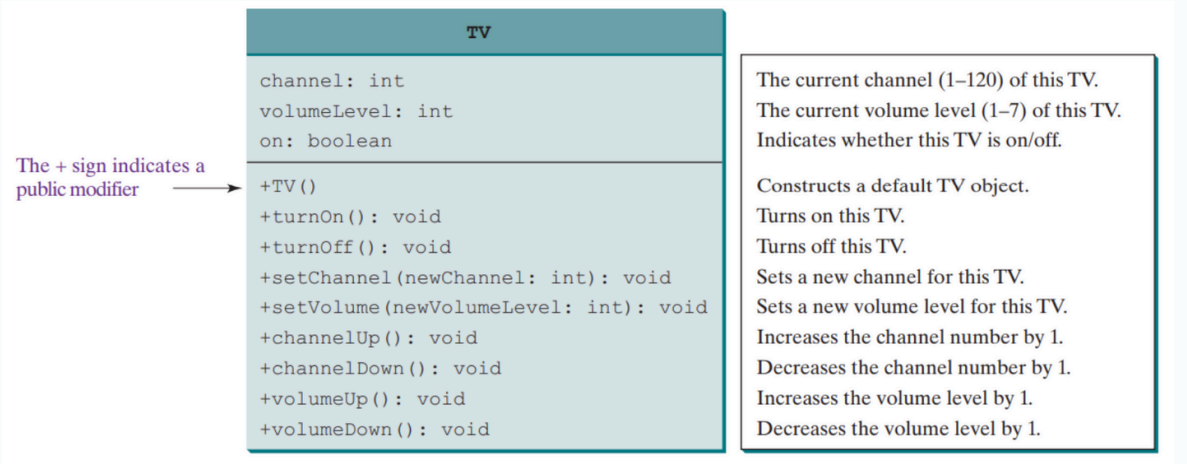 TV
channel: int
volumeLevel: int
on: boolean
The current channel (1–120) of this TV.
The current volume level (1–7) of this TV.
Indicates whether this TV is on/off.
The + sign indicates a
public modifier
+TV()
+turnOn(): void
+turnOff(): void
+setChannel(newChannel: int): void
+setVolume(newVolumeLevel: int): void
+channelUp(): void
+channelDown(): void
+volumeUp(): void
+volumeDown(): void
Constructs a default TV object.
Turns on this TV.
Turns off this TV.
Sets a new channel for this TV.
Sets a new volume level for this TV.
Increases the channel number by 1.
Decreases the channel number by 1.
Increases the volume level by 1.
Decreases the volume level by 1.